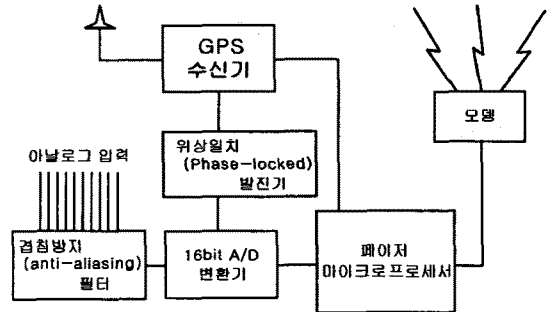 GPS
수신기
모뎀
위상일치
(Phase-locked)
발진기
아날로그 입력
겹침방지
(anti-aliasing)
필터
16bit A/D
변환기
페이저
마이크로프로세서